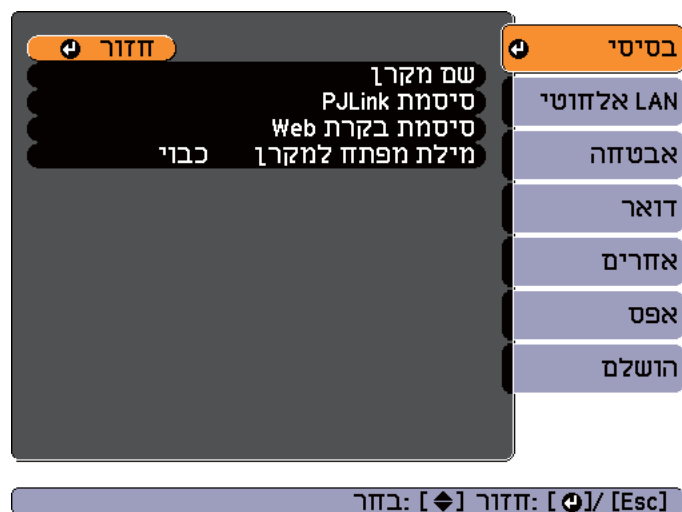 חזור
שם מקרן
סיסמת PJLink
סיסמת בקרת Web
מילת מפתח למקרן כבוי
בסיסי
LAN אלחוטי
אבטחה
דואר
אחרים
אפס
הושלם
[Esc] /[ ] :חזור [ ] :בחר